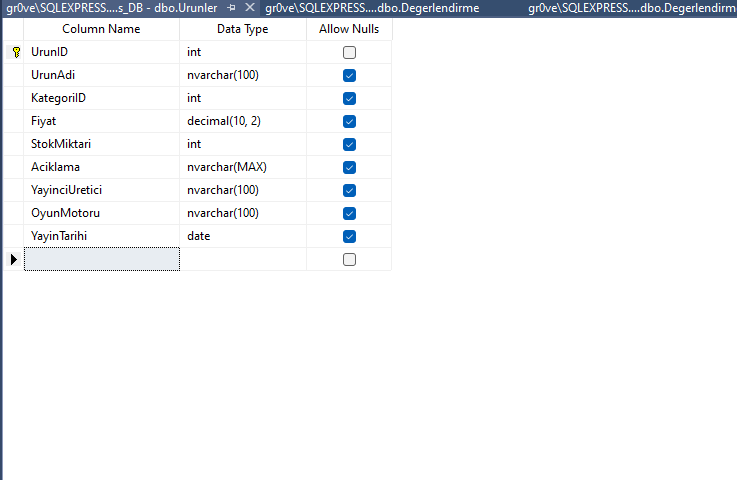 gr0ve\SQLEXPRESS....s_DB - dbo.Urunler gr0ve\SQLEXPRESS....dbo.Degerlendirme gr0ve\SQLEXPRESS....dbo.Degerlendirm
Column Name Data Type Allow Nulls
UrunID int
UrunAdi nvarchar(100)
KategoriID int
Fiyat decimal(10, 2)
StokMiktari int
Aciklama nvarchar(MAX)
YayinciUretici nvarchar(100)
OyunMotoru nvarchar(100)
YayinTarihi date